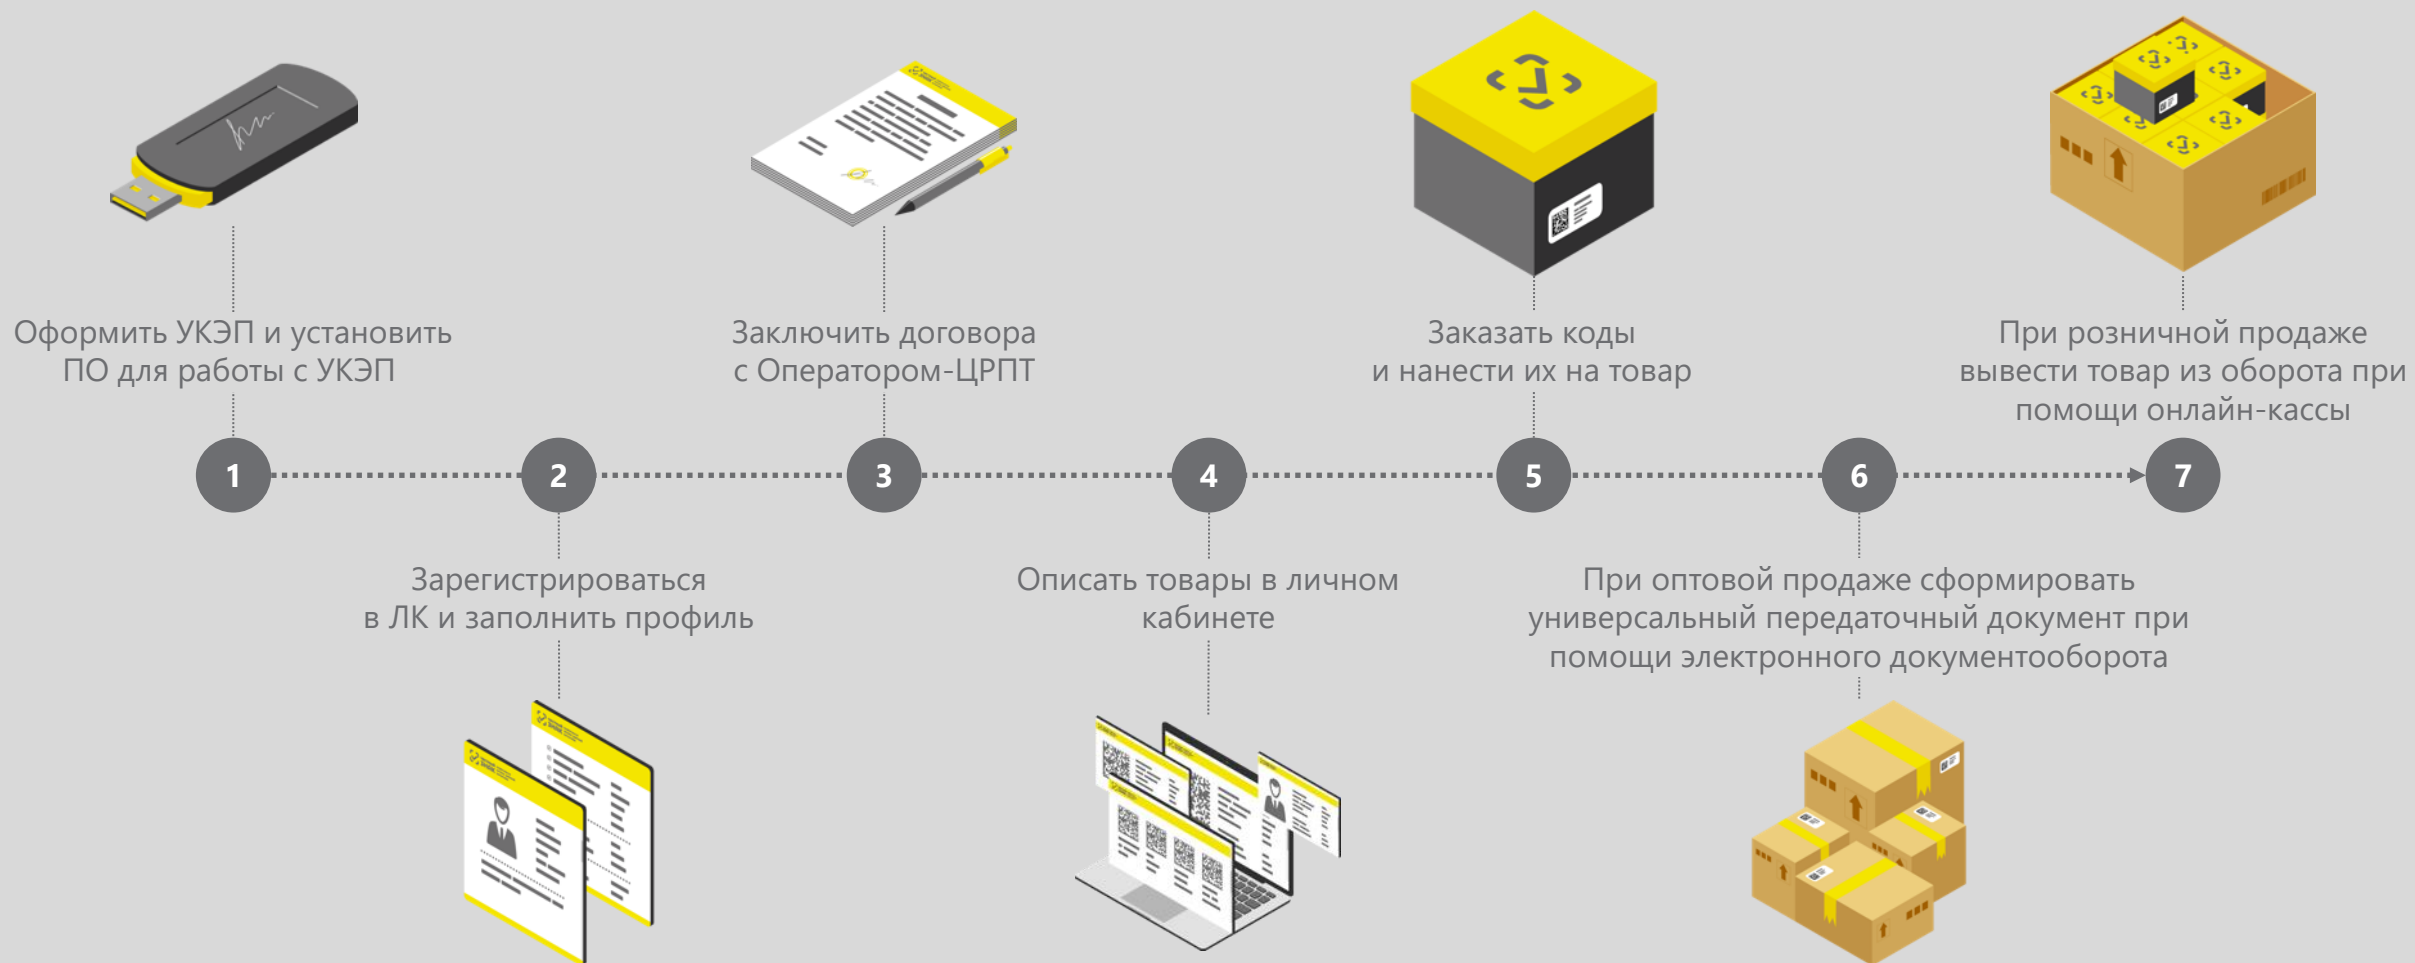 Оформить УКЭП и установить
ПО для работы с УКЭП
1
Зарегистрироваться
в ЛК и заполнить профиль
2
Заключить договора
с Оператором-ЦРПТ
3
Описать товары в личном
кабинете
4
Заказать коды
и нанести их на товар
5
При оптовой продаже сформировать
универсальный передаточный документ при
помощи электронного документооборота
6
При розничной продаже
вывести товар из оборота при
помощи онлайн-кассы
7